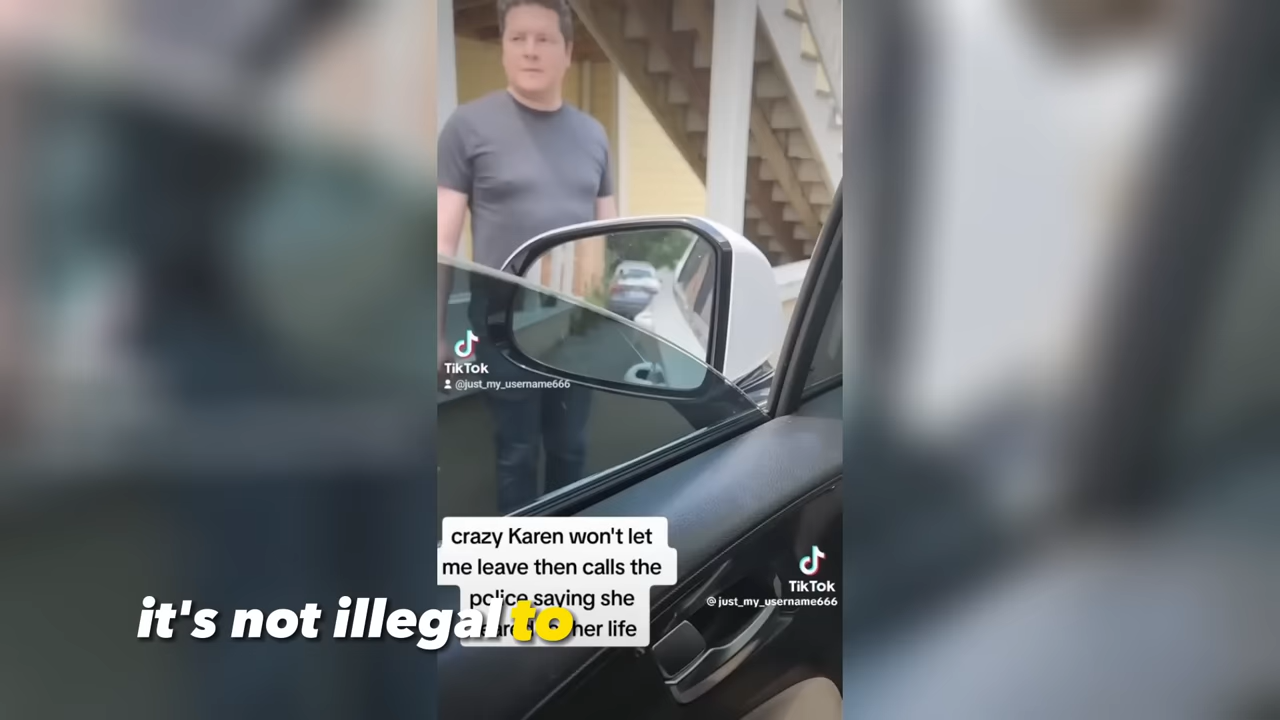 TikTok
@just_my_username666
crazy Karen won't let
me leave then calls the
police saying she
her life
it's not illegal to
TikTok
@just_my_username666